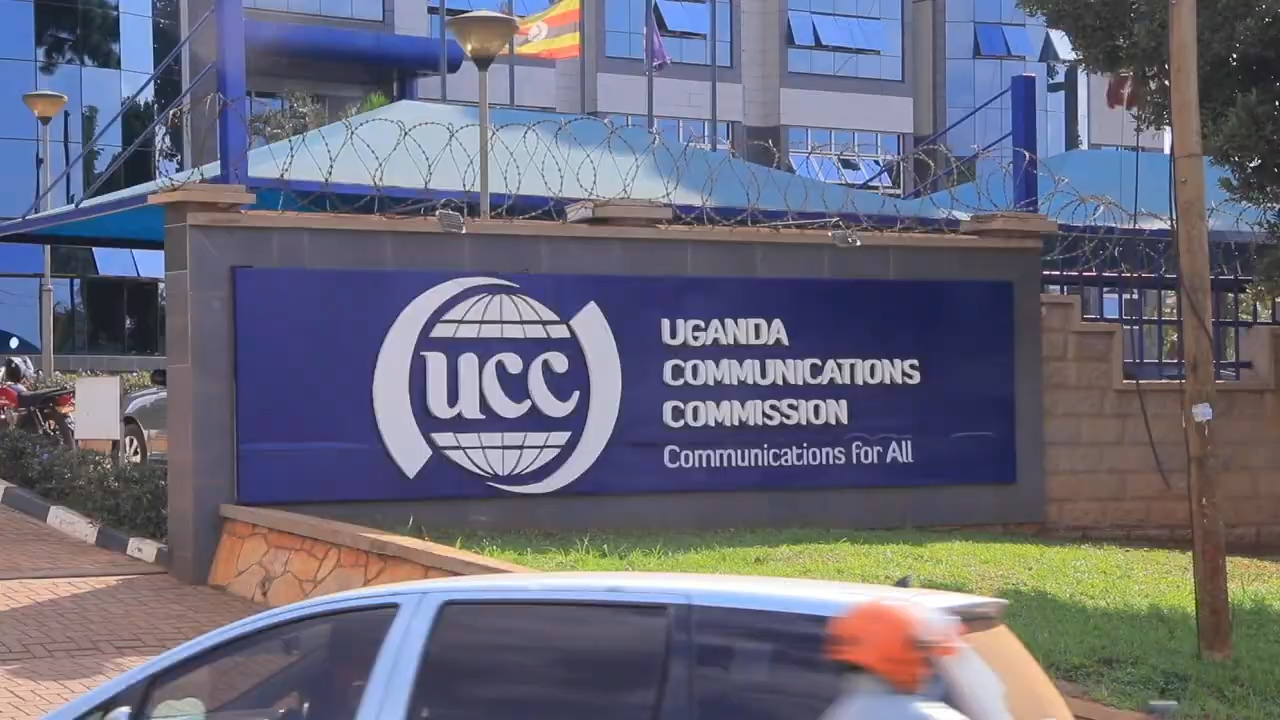 ucc
UGANDA
COMMUNICATIONS
COMMISSION
Communications for All